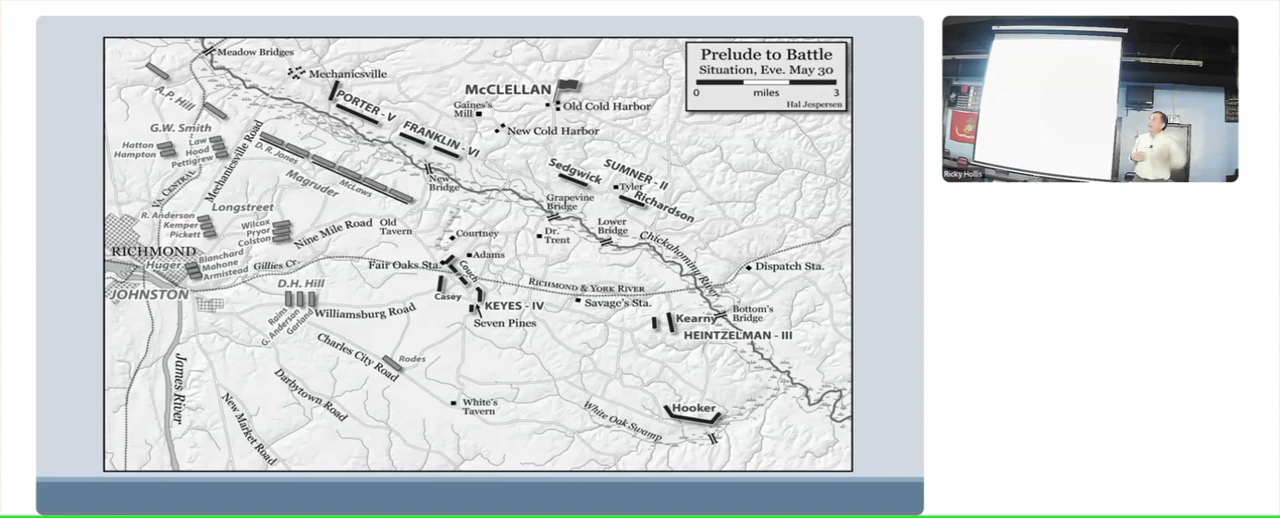 Prelude to Battle
Situation, Eve. May 30
0 miles 3
Hal Jespersen
Meadow Bridges
Mechanicsville
A.P. Hill
PORTER - V
McCLELLAN
Gaines's
Mill
Old Cold Harbor
New Cold Harbor
FRANKLIN - VI
G.W. Smith
Hatton
Hampton
Law
Hood
Pettigrew
Mechanicsville Road
D. R. Jones
Magruder
McLaws
New
Bridge
Sedgwick
SUMNER - II
Tyler
Richardson
VA. CENTRAL
Longstreet
R. Anderson
Kemper
Pickett
Wilcox
Pryor
Colston
Nine Mile Road
Old
Tavern
Grapevine
Bridge
Courtney
Dr.
Trent
Lower
Bridge
Chickahominy River
RICHMOND
Huger
Blanchard
Mahone
Armistead
Gillies Cr.
Fair Oaks Sta.
Adams
Couch
Dispatch Sta.
JOHNSTON
D.H. Hill
Rains
G. Anderson
Garland
Williamsburg Road
Casey
KEYES - IV
Seven Pines
RICHMOND & YORK RIVER
Savage's Sta.
Kearny
Bottom's
Bridge
HEINTZELMAN - III
James River
Charles City Road
Rodes
Darbytown Road
New Market Road
White's
Tavern
White Oak Swamp
Hooker
Ricky Hollis